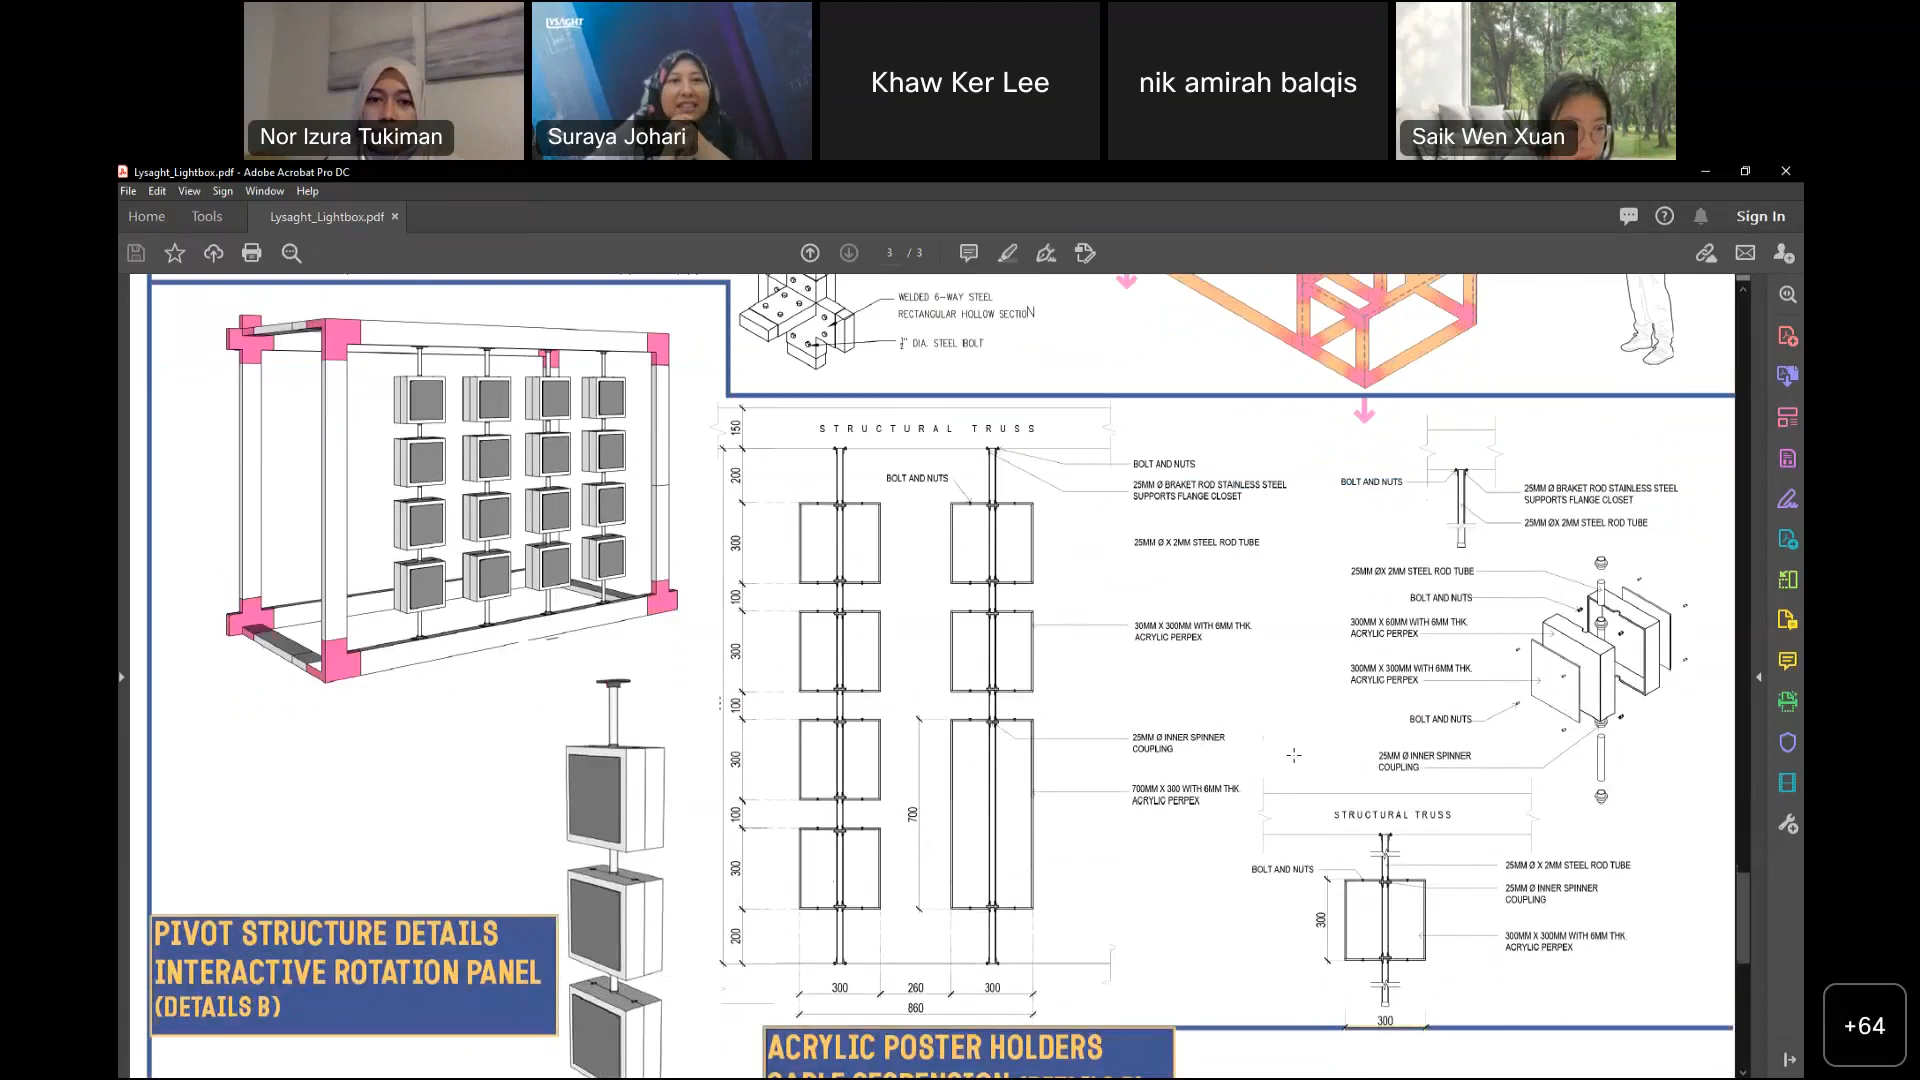 LYSAGHT
Nor Izura Tukiman
Suraya Johari
Khaw Ker Lee
nik amirah balqis
Saik Wen Xuan
Lysaght_Lightbox.pdf - Adobe Acrobat Pro DC
File Edit View Sign Window Help
Home Tools Lysaght_Lightbox.pdf × Sign In
3 / 3
WELDED 6-WAY STEEL
RECTANGULAR HOLLOW SECTION
½" DIA. STEEL BOLT
STRUCTURAL TRUSS
150
200
300
100
300
100
300
100
300
200
700
300 260 300
860
BOLT AND NUTS
BOLT AND NUTS
25MM Ø BRAKET ROD STAINLESS STEEL
SUPPORTS FLANGE CLOSET
25MM Ø X 2MM STEEL ROD TUBE
30MM X 300MM WITH 6MM THK.
ACRYLIC PERPEX
25MM Ø INNER SPINNER
COUPLING
700MM X 300 WITH 6MM THK.
ACRYLIC PERPEX
BOLT AND NUTS
25MM Ø BRAKET ROD STAINLESS STEEL
SUPPORTS FLANGE CLOSET
25MM ØX 2MM STEEL ROD TUBE
25MM ØX 2MM STEEL ROD TUBE
BOLT AND NUTS
300MM X 60MM WITH 6MM THK.
ACRYLIC PERPEX
300MM X 300MM WITH 6MM THK.
ACRYLIC PERPEX
BOLT AND NUTS
25MM Ø INNER SPINNER
COUPLING
STRUCTURAL TRUSS
BOLT AND NUTS
25MM Ø X 2MM STEEL ROD TUBE
25MM Ø INNER SPINNER
COUPLING
300MM X 300MM WITH 6MM THK.
ACRYLIC PERPEX
300
300
PIVOT STRUCTURE DETAILS
INTERACTIVE ROTATION PANEL
(DETAILS B)
ACRYLIC POSTER HOLDERS
+64